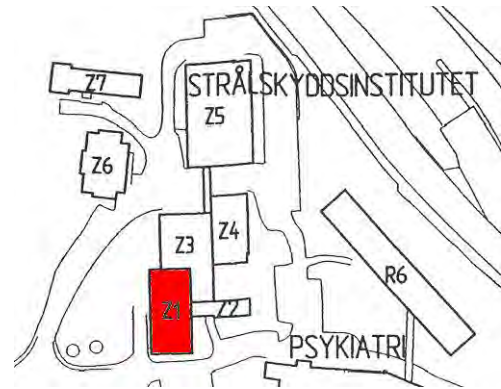 Z7
STRÅLSKYDDSINSTITUTET
Z5
Z6
Z4
Z3
R6
Z1
Z2
PSYKIATRI